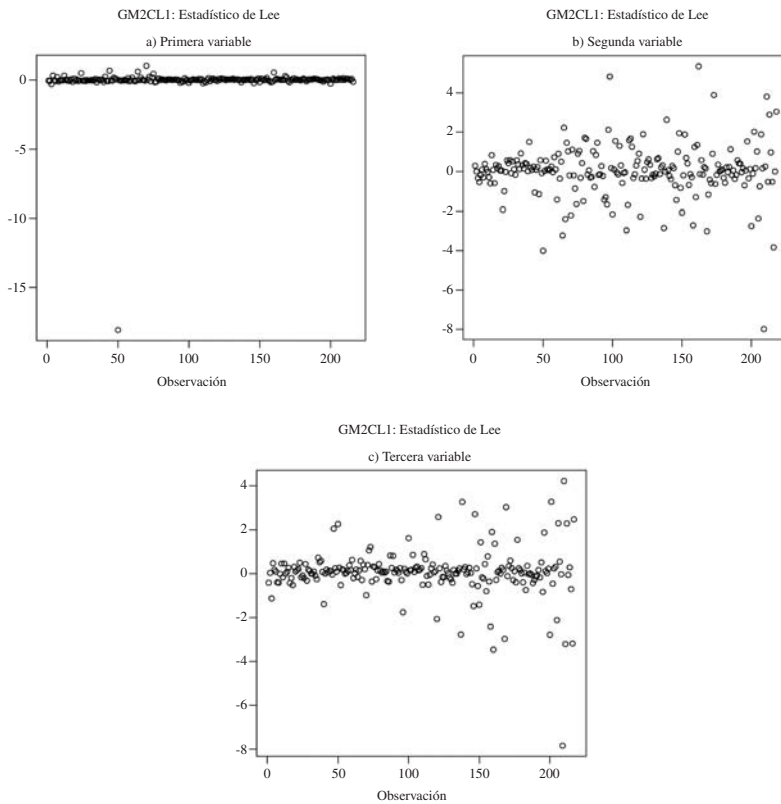 GM2CL1: Estadístico de Lee
a) Primera variable
0
-5
-10
-15
0 50 100 150 200
Observación
GM2CL1: Estadístico de Lee
b) Segunda variable
4
2
0
-2
-4
-6
-8
0 50 100 150 200
Observación
GM2CL1: Estadístico de Lee
c) Tercera variable
4
2
0
-2
-4
-6
-8
0 50 100 150 200
Observación